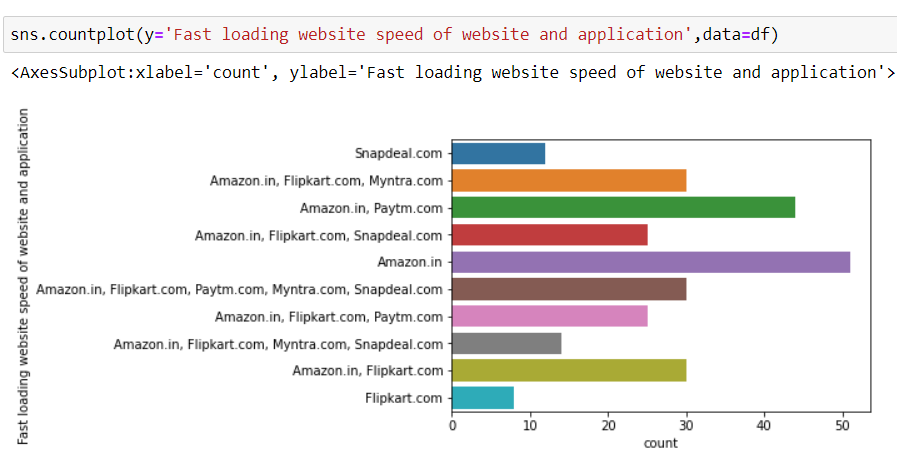 sns.countplot(y='Fast loading website speed of website and application',data=df)
<AxesSubplot:xlabel='count', ylabel='Fast loading website speed of website and application'>
Fast loading website speed of website and application
Snapdeal.com
Amazon.in, Flipkart.com, Myntra.com
Amazon.in, Paytm.com
Amazon.in, Flipkart.com, Snapdeal.com
Amazon.in
Amazon.in, Flipkart.com, Paytm.com, Myntra.com, Snapdeal.com
Amazon.in, Flipkart.com, Paytm.com
Amazon.in, Flipkart.com, Myntra.com, Snapdeal.com
Amazon.in, Flipkart.com
Flipkart.com
0 10 20 30 40 50
count